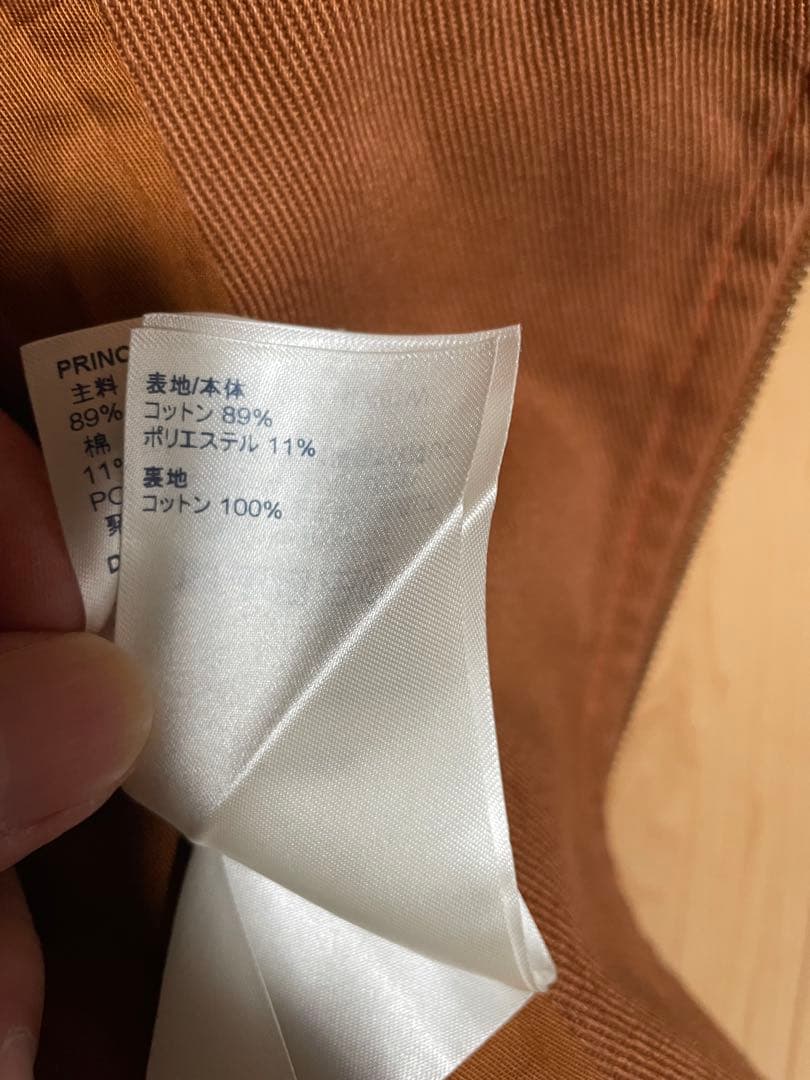 PRINC
主料
89%
棉
11%
表地/本体
コットン 89%
ポリエステル 11%
裏地
コットン 100%